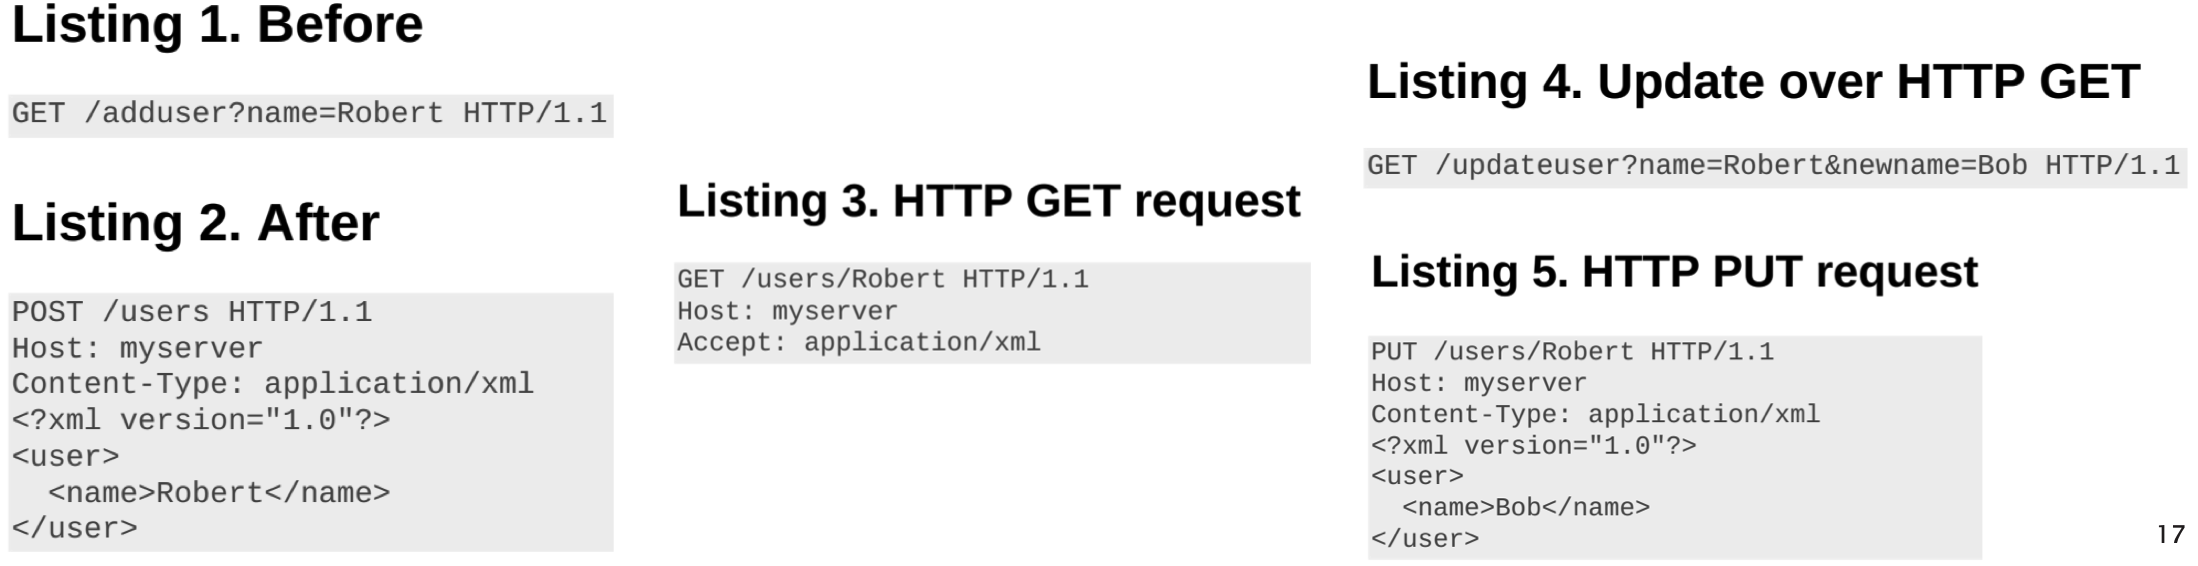 Listing 1. Before
GET /adduser?name=Robert HTTP/1.1
Listing 2. After
POST /users HTTP/1.1
Host: myserver
Content-Type: application/xml
<?xml version="1.0"?>
<user>
  <name>Robert</name>
</user>
Listing 3. HTTP GET request
GET /users/Robert HTTP/1.1
Host: myserver
Accept: application/xml
Listing 4. Update over HTTP GET
GET /updateuser?name=Robert&newname=Bob HTTP/1.1
Listing 5. HTTP PUT request
PUT /users/Robert HTTP/1.1
Host: myserver
Content-Type: application/xml
<?xml version="1.0"?>
<user>
  <name>Bob</name>
</user>
17